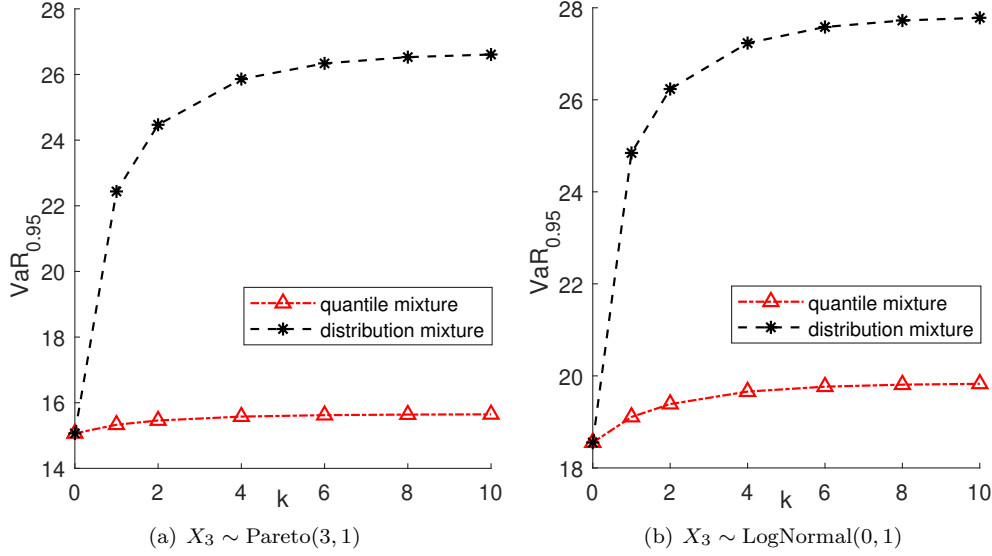 28
26
24
22
20
18
16
14
VaR0.95
quantile mixture
distribution mixture
0 2 4 6 8 10
k
(a) X3 ∼ Pareto(3, 1)
28
26
24
22
20
18
VaR0.95
quantile mixture
distribution mixture
0 2 4 6 8 10
k
(b) X3 ∼ LogNormal(0, 1)